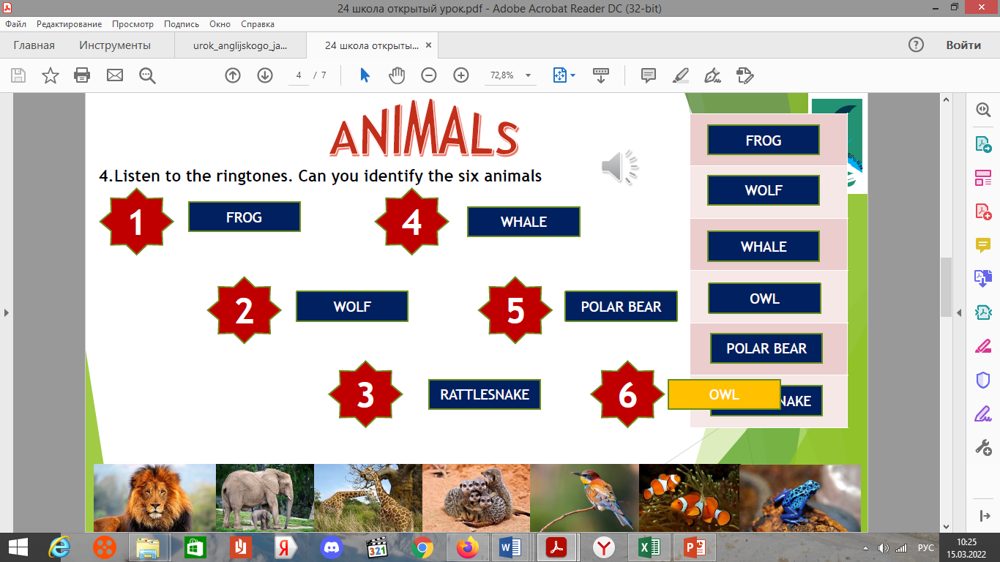 24 школа открытый урок.pdf - Adobe Acrobat Reader DC (32-bit)
Файл Редактирование Просмотр Подпись Окно Справка
Главная Инструменты urok_anglijskogo_ja... 24 школа открыты... Войти
4 / 7 72,8%
ANIMALS
4.Listen to the ringtones. Can you identify the six animals
1 FROG
4 WHALE
2 WOLF
5 POLAR BEAR
3 RATTLESNAKE
6 OWL
FROG
WOLF
WHALE
OWL
POLAR BEAR
NAKE
321
РУС
10:25
15.03.2022